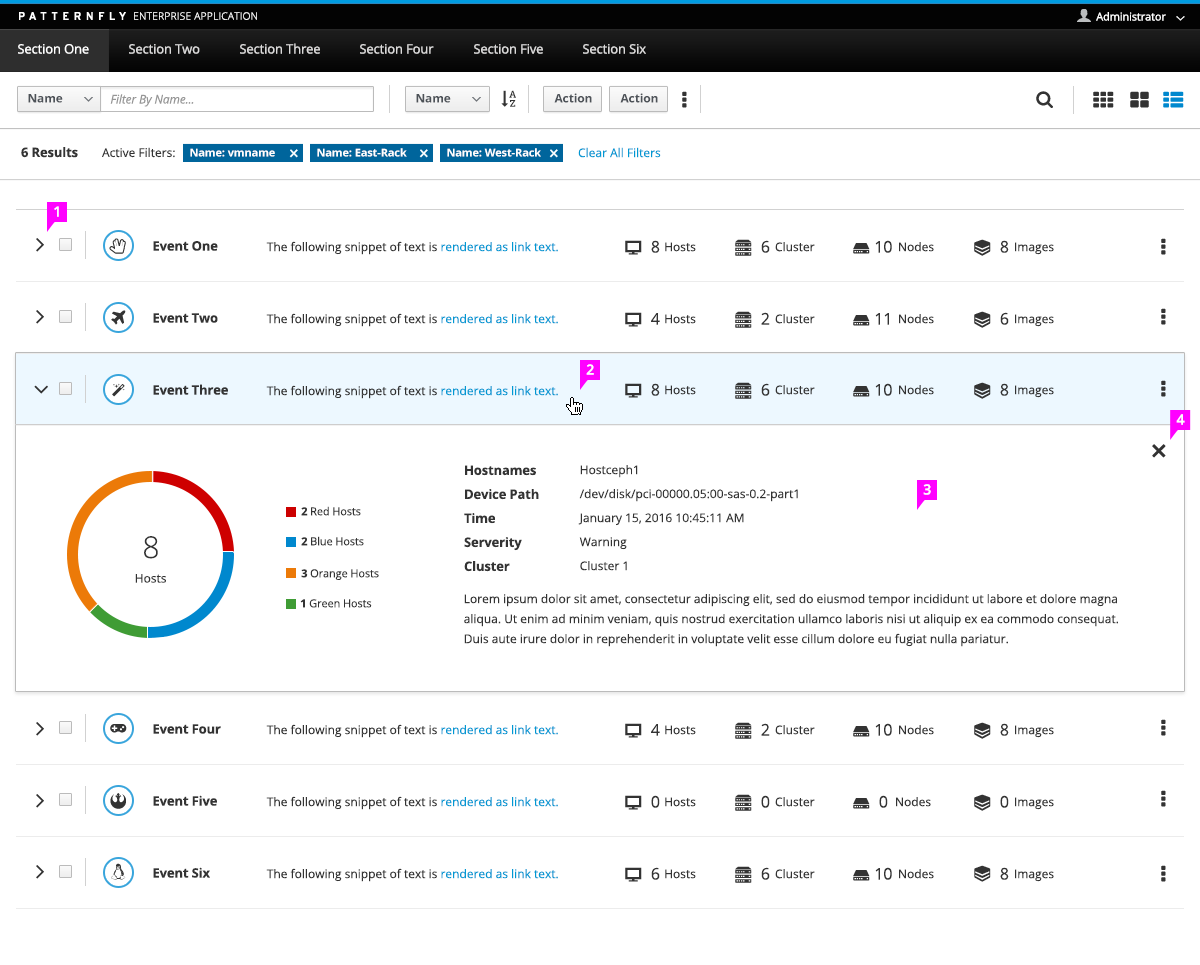 PATTERNFLY ENTERPRISE APPLICATION Administrator
Section One Section Two Section Three Section Four Section Five Section Six
Name Filter By Name... Name A Z Action Action
6 Results Active Filters: Name: vmname × Name: East-Rack × Name: West-Rack × Clear All Filters
1
Event One The following snippet of text is rendered as link text. 8 Hosts 6 Cluster 10 Nodes 8 Images
Event Two The following snippet of text is rendered as link text. 4 Hosts 2 Cluster 11 Nodes 6 Images
2
Event Three The following snippet of text is rendered as link text. 8 Hosts 6 Cluster 10 Nodes 8 Images
4
8
Hosts
2 Red Hosts
2 Blue Hosts
3 Orange Hosts
1 Green Hosts
3
Hostnames Hostceph1
Device Path /dev/disk/pci-00000.05:00-sas-0.2-part1
Time January 15, 2016 10:45:11 AM
Serverity Warning
Cluster Cluster 1
Lorem ipsum dolor sit amet, consectetur adipiscing elit, sed do eiusmod tempor incididunt ut labore et dolore magna
aliqua. Ut enim ad minim veniam, quis nostrud exercitation ullamco laboris nisi ut aliquip ex ea commodo consequat.
Duis aute irure dolor in reprehenderit in voluptate velit esse cillum dolore eu fugiat nulla pariatur.
Event Four The following snippet of text is rendered as link text. 4 Hosts 2 Cluster 10 Nodes 8 Images
Event Five The following snippet of text is rendered as link text. 0 Hosts 0 Cluster 0 Nodes 0 Images
Event Six The following snippet of text is rendered as link text. 6 Hosts 6 Cluster 10 Nodes 8 Images